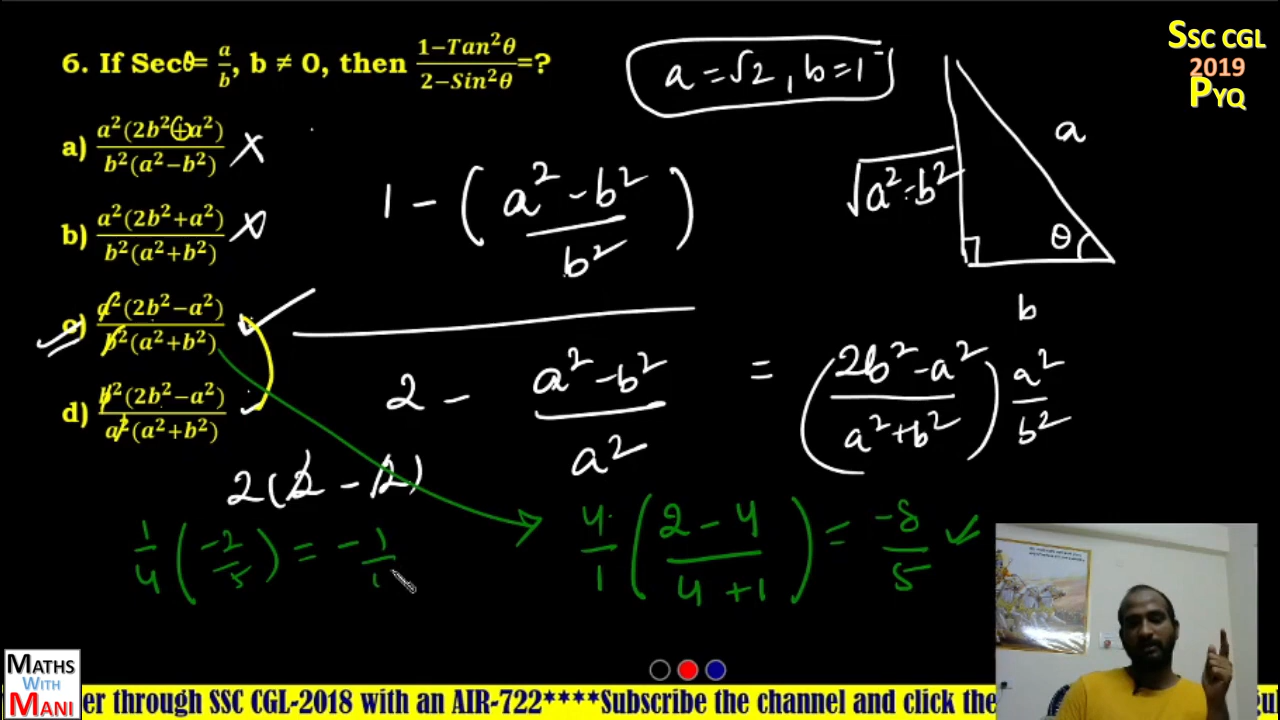 6. If Secθ= a/b, b ≠ 0, then (1−Tan²θ)/(2−Sin²θ)=?
a) a²(2b²+a²)/b²(a²−b²) ×
b) a²(2b²+a²)/b²(a²+b²) ×
c) a²(2b²−a²)/b²(a²+b²) ✓
d) b²(2b²−a²)/a²(a²+b²)
a = √2, b = 1
SSC CGL
2019
PYQ
a
√a²-b²
θ
b
1 − (a² − b² / b²)
2 − a² − b² / a²
= (2b² − a² / a² + b²) a²/b²
2(2 − 2)
1/4 (−2/5) = −1/1
4/1 (2 − 4 / 4 + 1) = −8/5 ✓
MATHS
WITH
MANI
er through SSC CGL-2018 with an AIR-722****Subscribe the channel and click the